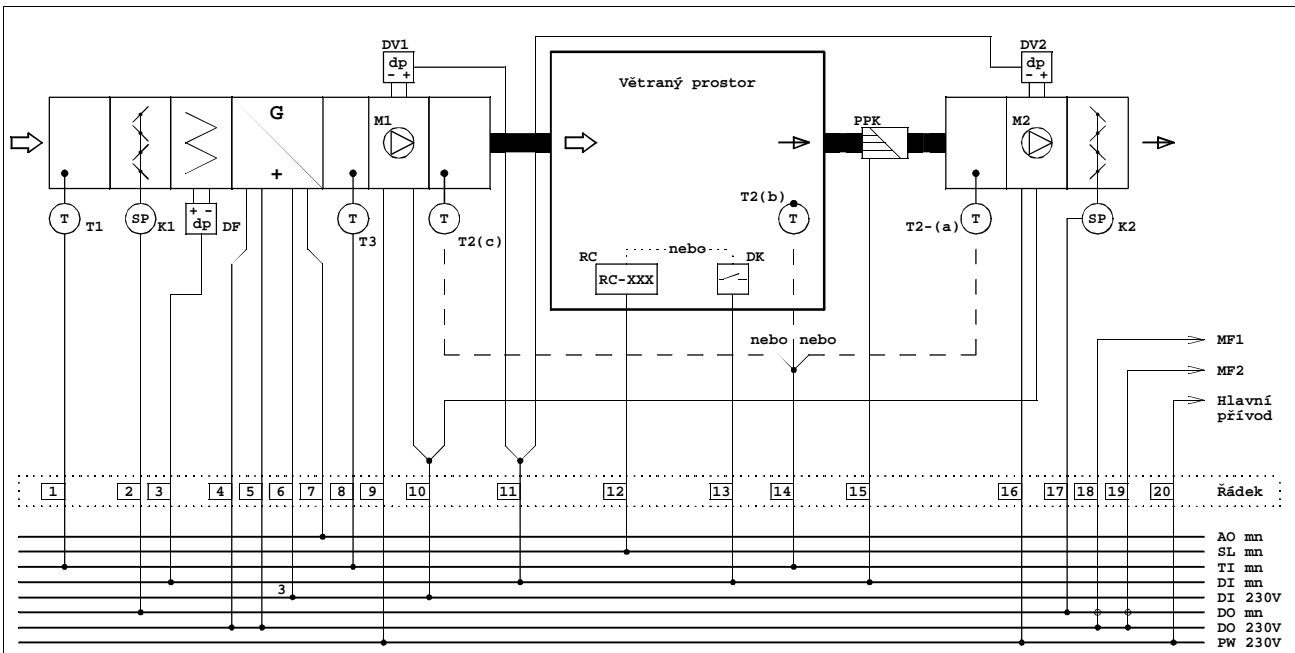 DV1
dp
- +
DV2
dp
- +
Větraný prostor
G
+
M1
PPK
M2
T
T1
SP
K1
+ -
dp
DF
T
T3
T
T2(c)
T2(b)
T
T2-(a)
T
SP
K2
nebo
RC
RC-XXX
DK
nebo nebo
MF1
MF2
Hlavní
přívod
1 2 3 4 5 6 7 8 9 10 11 12 13 14 15 16 17 18 19 20 Řádek
AO mn
SL mn
TI mn
DI mn
3
DI 230V
DO mn
DO 230V
PW 230V